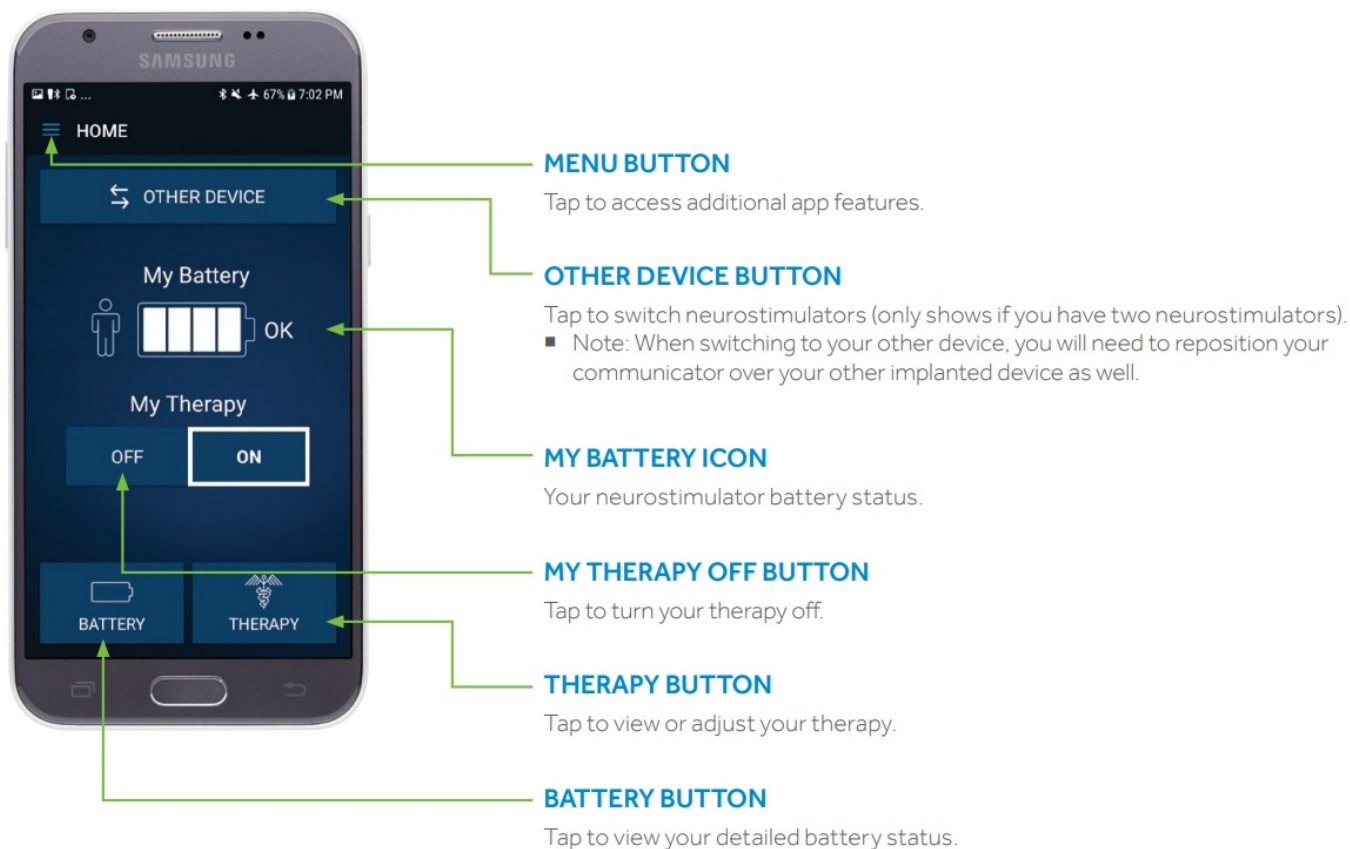 SAMSUNG
... 67% 7:02 PM
HOME
OTHER DEVICE
My Battery
OK
My Therapy
OFF ON
BATTERY THERAPY
MENU BUTTON
Tap to access additional app features.
OTHER DEVICE BUTTON
Tap to switch neurostimulators (only shows if you have two neurostimulators).
■ Note: When switching to your other device, you will need to reposition your
communicator over your other implanted device as well.
MY BATTERY ICON
Your neurostimulator battery status.
MY THERAPY OFF BUTTON
Tap to turn your therapy off.
THERAPY BUTTON
Tap to view or adjust your therapy.
BATTERY BUTTON
Tap to view your detailed battery status.